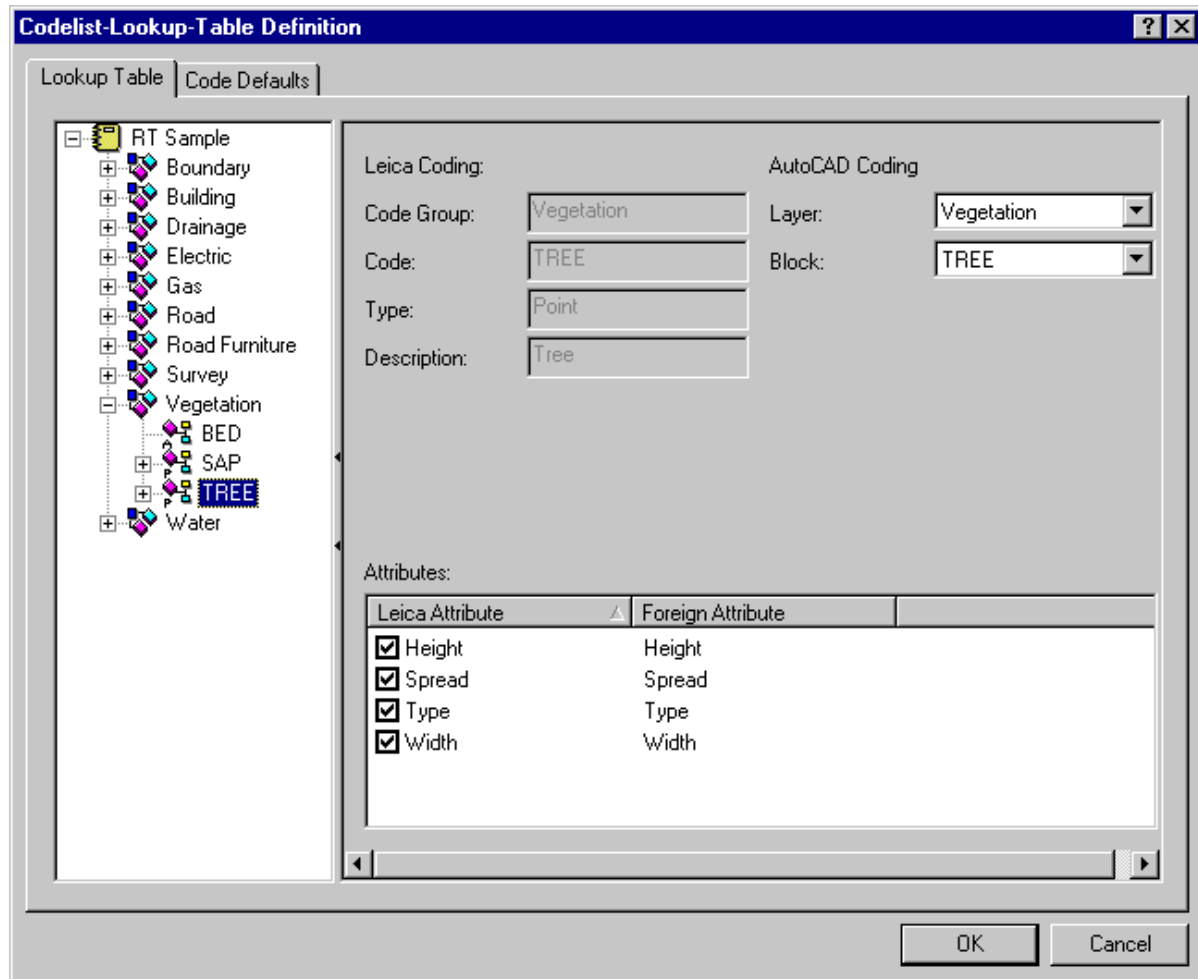 Codelist-Lookup-Table Definition
Lookup Table
Code Defaults
RT Sample
Boundary
Building
Drainage
Electric
Gas
Road
Road Furniture
Survey
Vegetation
BED
A
SAP
P
TREE
P
Water
Leica Coding:
AutoCAD Coding
Code Group:
Vegetation
Layer:
Vegetation
Code:
TREE
Block:
TREE
Type:
Point
Description:
Tree
Attributes:
Leica Attribute
Foreign Attribute
Height
Height
Spread
Spread
Type
Type
Width
Width
OK
Cancel